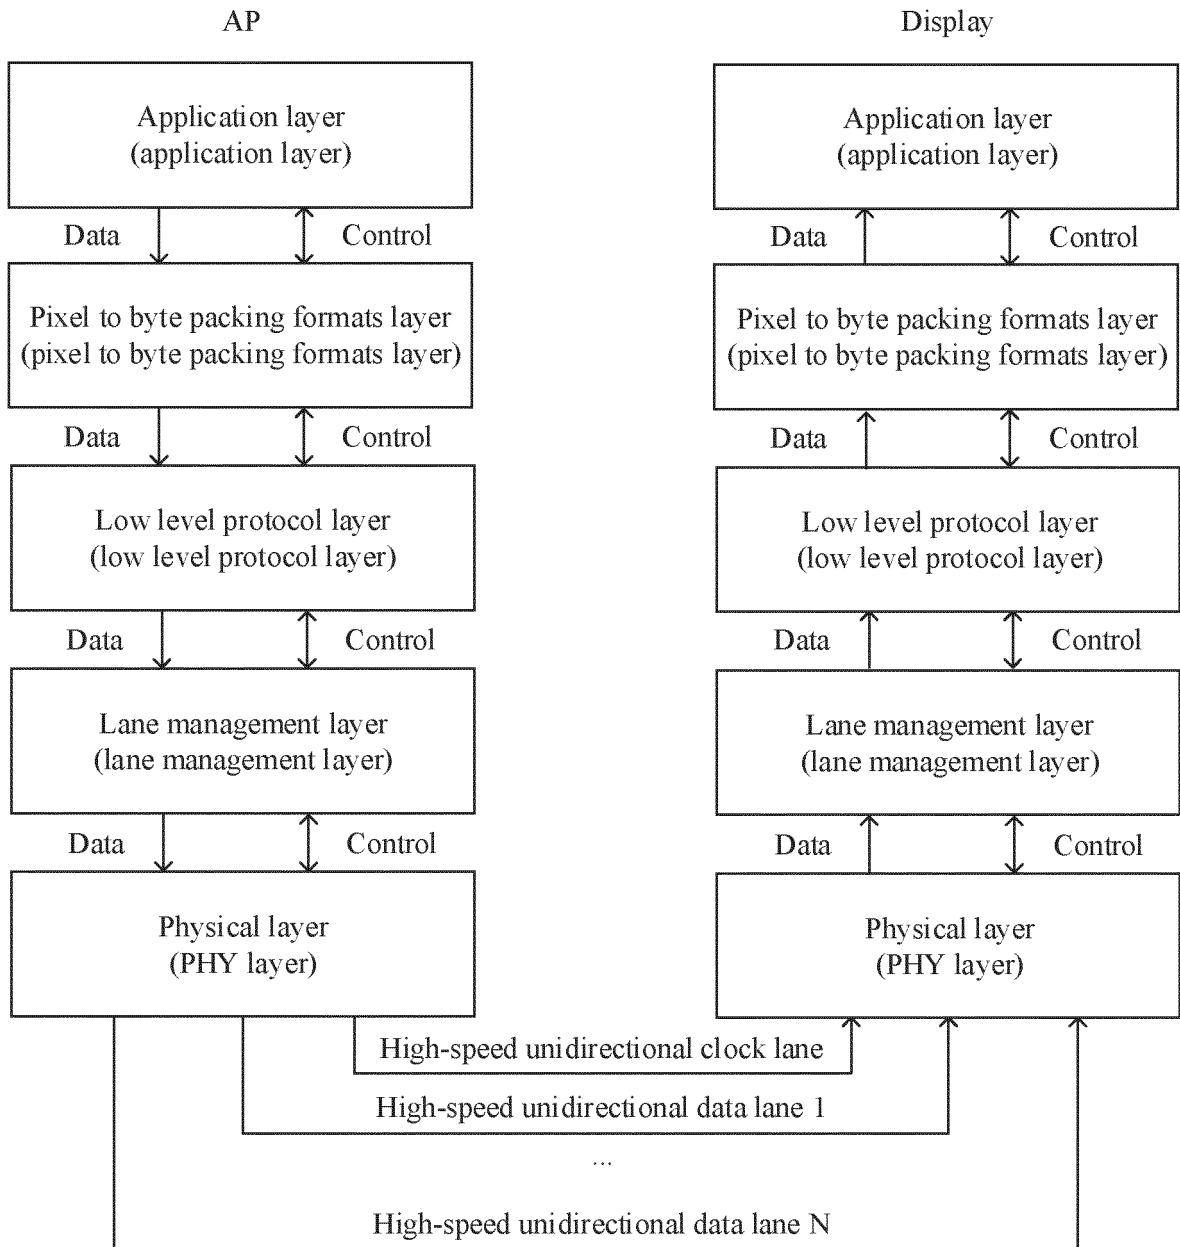 AP
Application layer
(application layer)
Data
Control
Pixel to byte packing formats layer
(pixel to byte packing formats layer)
Data
Control
Low level protocol layer
(low level protocol layer)
Data
Control
Lane management layer
(lane management layer)
Data
Control
Physical layer
(PHY layer)
Display
Application layer
(application layer)
Data
Control
Pixel to byte packing formats layer
(pixel to byte packing formats layer)
Data
Control
Low level protocol layer
(low level protocol layer)
Data
Control
Lane management layer
(lane management layer)
Data
Control
Physical layer
(PHY layer)
High-speed unidirectional clock lane
High-speed unidirectional data lane 1
...
High-speed unidirectional data lane N